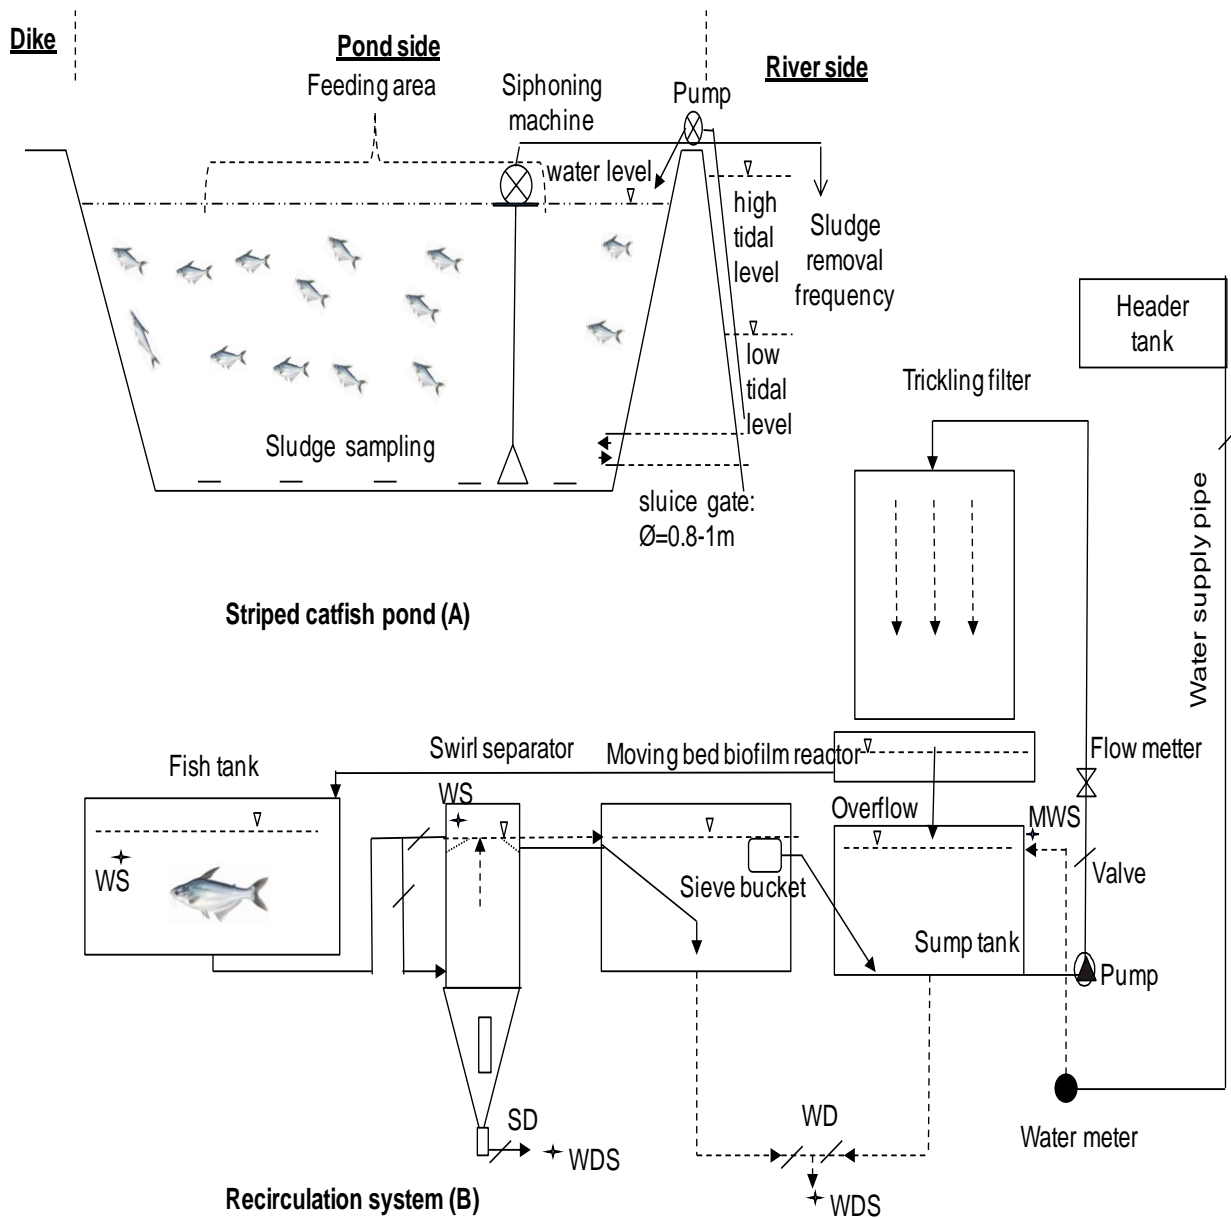 Dike
Pond side
River side
Feeding area
Siphoning
machine
Pump
water level
high
tidal
level
Sludge
removal
frequency
low
tidal
level
Sludge sampling
sluice gate:
Ø=0.8-1m
Striped catfish pond (A)
Header
tank
Trickling filter
Water supply pipe
Fish tank
Swirl separator
Moving bed biofilm reactor
Flow metter
WS
WS
Overflow
MWS
Valve
Sieve bucket
Sump tank
Pump
SD
WDS
WD
WDS
Water meter
Recirculation system (B)